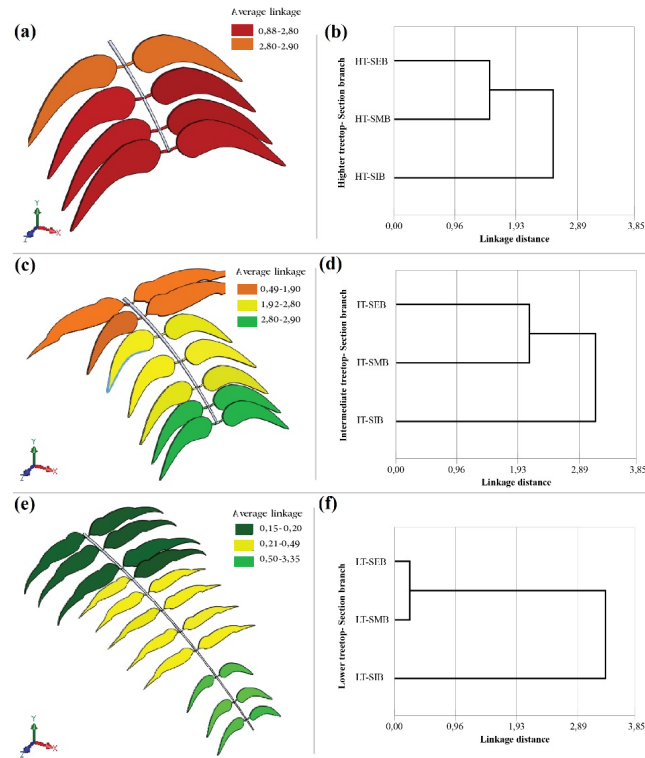 (a)
Average linkage
0,88-2,80
2.80-2.90
Y
X
Z
(b)
Highter treetop- Section branch
HT-SEB
HT-SMB
HT-SIB
0,00 0,96 1,93 2,89 3,85
Linkage distance
(c)
Average linkage
0,49-1,90
1,92-2,80
2,80-2,90
Y
X
Z
(d)
Intermediate treetop- Section branch
IT-SEB
IT-SMB
IT-SIB
0,00 0,96 1,93 2,89 3,85
Linkage distance
(e)
Average linkage
0,15-0,20
0,21-0,49
0,50-3,35
Y
X
Z
(f)
Lower treetop- Section branch
LT-SEB
LT-SMB
LT-SIB
0,00 0,96 1,93 2,89 3,85
Linkage distance